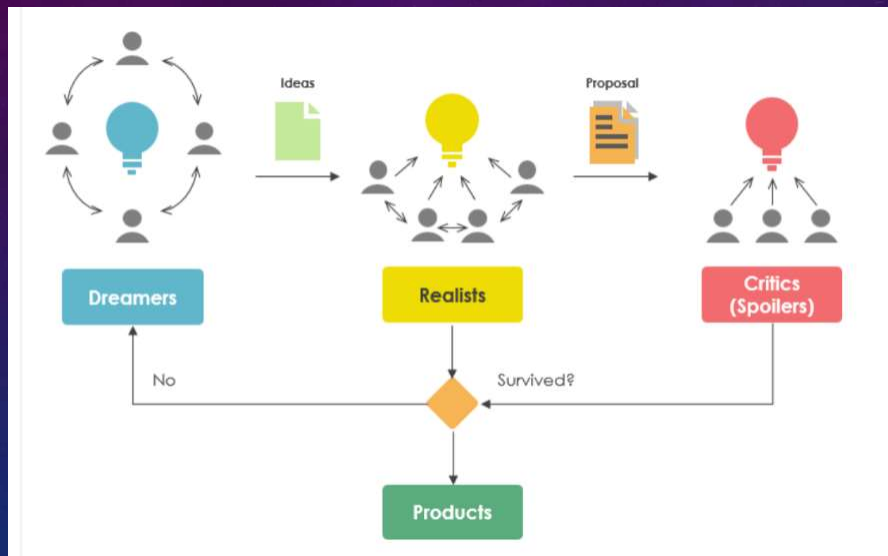 Ideas
Proposal
Dreamers
Realists
Critics
(Spoilers)
No
Survived?
Products